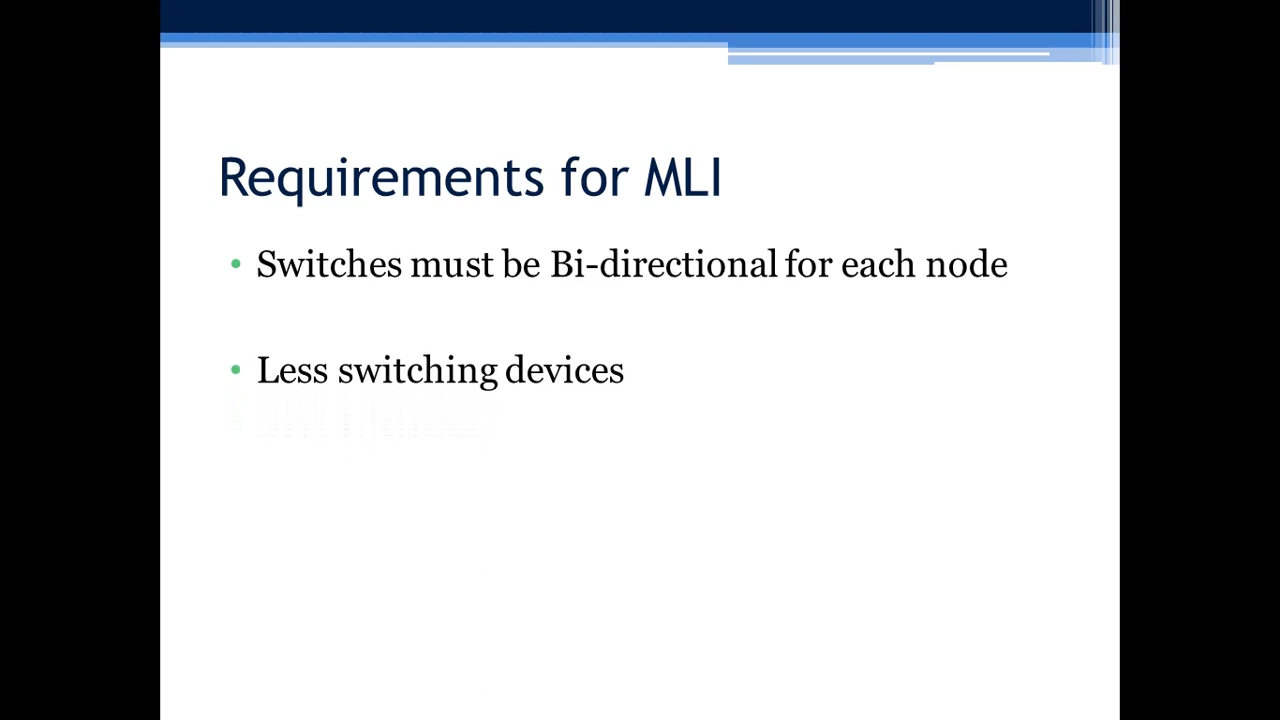 Requirements for MLI
• Switches must be Bi-directional for each node
• Less switching devices